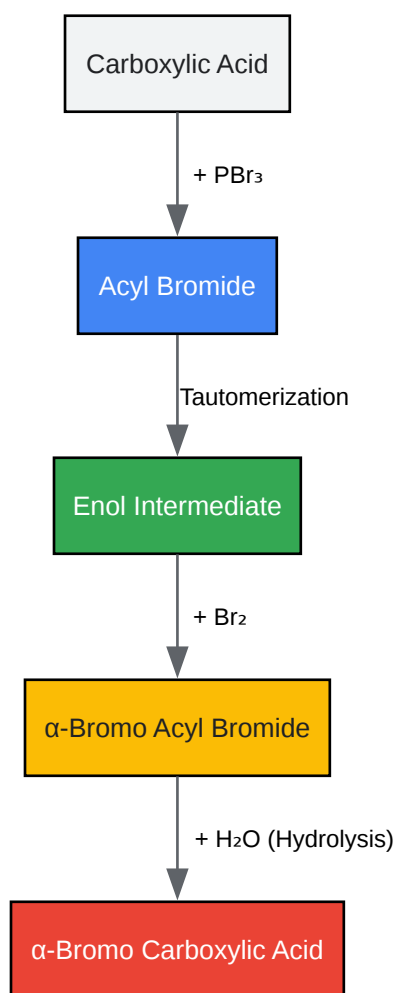 Carboxylic Acid
+ PBr₃
Acyl Bromide
Tautomerization
Enol Intermediate
+ Br₂
α-Bromo Acyl Bromide
+ H₂O (Hydrolysis)
α-Bromo Carboxylic Acid